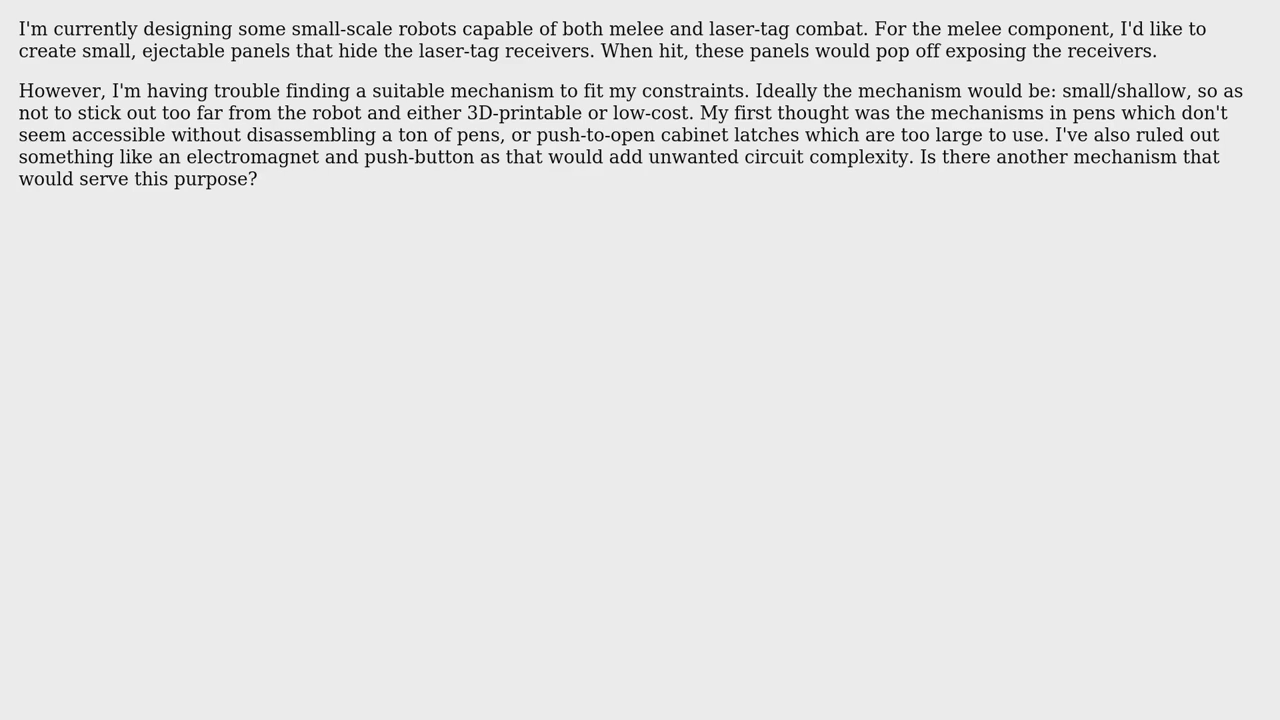 I'm currently designing some small-scale robots capable of both melee and laser-tag combat. For the melee component, I'd like to
create small, ejectable panels that hide the laser-tag receivers. When hit, these panels would pop off exposing the receivers.
However, I'm having trouble finding a suitable mechanism to fit my constraints. Ideally the mechanism would be: small/shallow, so as
not to stick out too far from the robot and either 3D-printable or low-cost. My first thought was the mechanisms in pens which don't
seem accessible without disassembling a ton of pens, or push-to-open cabinet latches which are too large to use. I've also ruled out
something like an electromagnet and push-button as that would add unwanted circuit complexity. Is there another mechanism that
would serve this purpose?